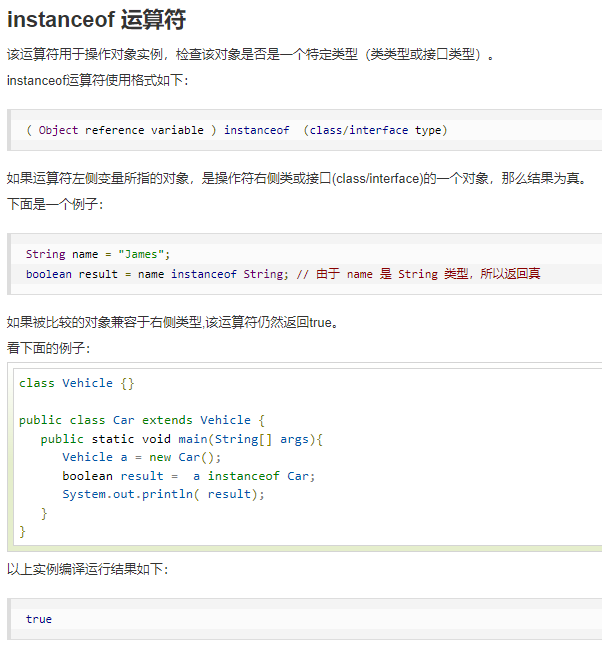 instanceof 运算符
该运算符用于操作对象实例，检查该对象是否是一个特定类型（类类型或接口类型）。
instanceof运算符使用格式如下：
( Object reference variable ) instanceof  (class/interface type)
如果运算符左侧变量所指的对象，是操作符右侧类或接口(class/interface)的一个对象，那么结果为真。
下面是一个例子：
String name = "James";
boolean result = name instanceof String; // 由于 name 是 String 类型，所以返回真
如果被比较的对象兼容于右侧类型,该运算符仍然返回true。
看下面的例子：
class Vehicle {}
public class Car extends Vehicle {
   public static void main(String[] args){
      Vehicle a = new Car();
      boolean result =  a instanceof Car;
      System.out.println( result);
   }
}
以上实例编译运行结果如下：
true